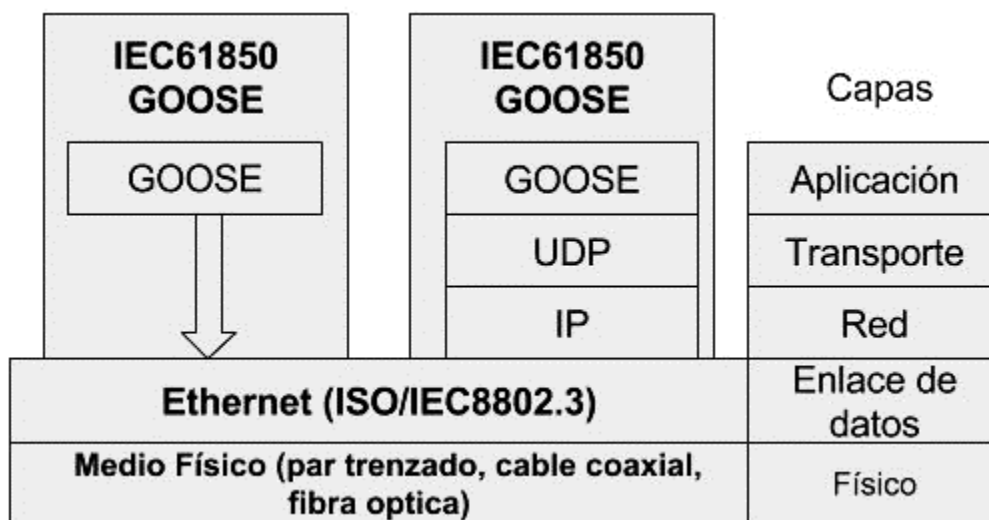 IEC61850
GOOSE
GOOSE
IEC61850
GOOSE
GOOSE
UDP
IP
Capas
Aplicación
Transporte
Red
Enlace de
datos
Físico
Ethernet (ISO/IEC8802.3)
Medio Físico (par trenzado, cable coaxial,
fibra optica)